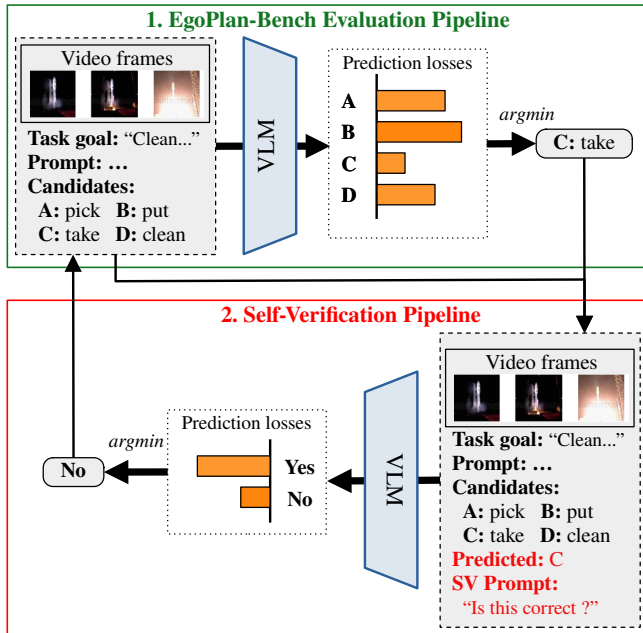 1. EgoPlan-Bench Evaluation Pipeline
Video frames
Task goal: “Clean...”
Prompt: ...
Candidates:
A: pick B: put
C: take D: clean
VLM
Prediction losses
A
B
C
D
argmin
C: take
2. Self-Verification Pipeline
Video frames
Task goal: “Clean...”
Prompt: ...
Candidates:
A: pick B: put
C: take D: clean
Predicted: C
SV Prompt:
“Is this correct ?”
VLM
Prediction losses
Yes
No
argmin
No